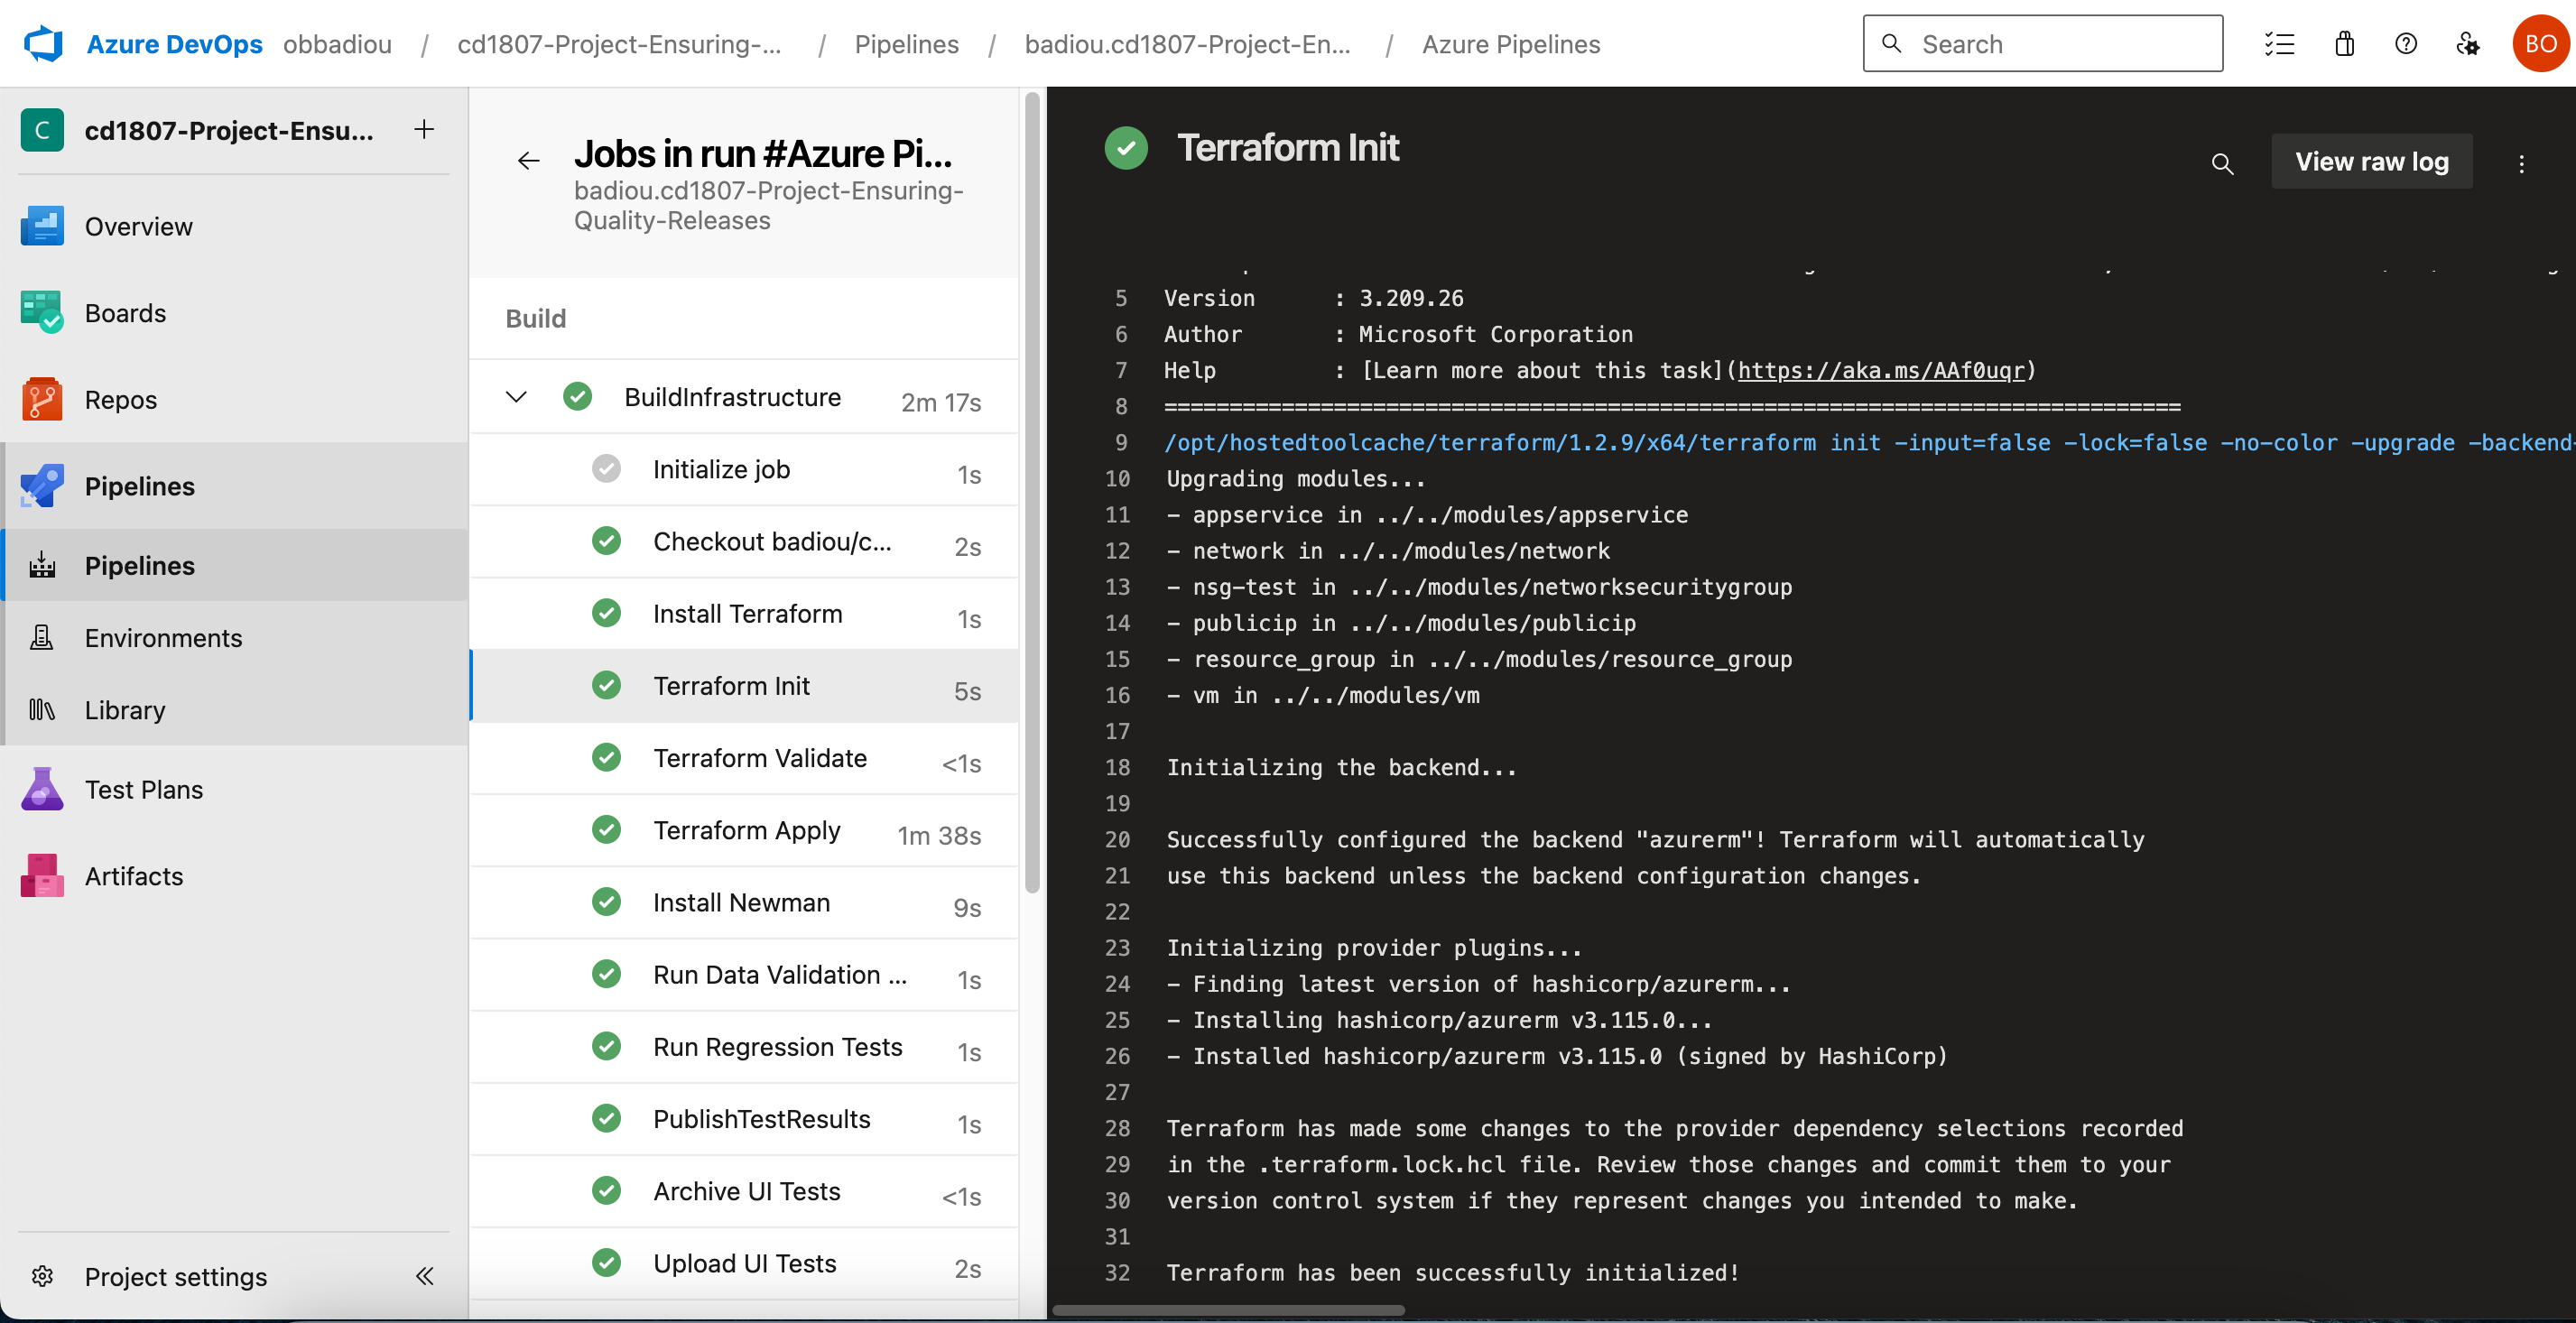 Azure DevOps obbadiou / cd1807-Project-Ensuring-... / Pipelines / badiou.cd1807-Project-En... / Azure Pipelines Search BO
C cd1807-Project-Ensu... +
Overview
Boards
Repos
Pipelines
Pipelines
Environments
Library
Test Plans
Artifacts
Project settings
Jobs in run #Azure Pi...
badiou.cd1807-Project-Ensuring-
Quality-Releases
Build
BuildInfrastructure 2m 17s
Initialize job 1s
Checkout badiou/c... 2s
Install Terraform 1s
Terraform Init 5s
Terraform Validate <1s
Terraform Apply 1m 38s
Install Newman 9s
Run Data Validation ... 1s
Run Regression Tests 1s
PublishTestResults 1s
Archive UI Tests <1s
Upload UI Tests 2s
Terraform Init
View raw log
5 Version : 3.209.26
6 Author : Microsoft Corporation
7 Help : [Learn more about this task](https://aka.ms/AAf0uqr)
8 ==============================================================================
9 /opt/hostedtoolcache/terraform/1.2.9/x64/terraform init -input=false -lock=false -no-color -upgrade -backend-
10 Upgrading modules...
11 - appservice in ../../modules/appservice
12 - network in ../../modules/network
13 - nsg-test in ../../modules/networksecuritygroup
14 - publicip in ../../modules/publicip
15 - resource_group in ../../modules/resource_group
16 - vm in ../../modules/vm
17
18 Initializing the backend...
19
20 Successfully configured the backend "azurerm"! Terraform will automatically
21 use this backend unless the backend configuration changes.
22
23 Initializing provider plugins...
24 - Finding latest version of hashicorp/azurerm...
25 - Installing hashicorp/azurerm v3.115.0...
26 - Installed hashicorp/azurerm v3.115.0 (signed by HashiCorp)
27
28 Terraform has made some changes to the provider dependency selections recorded
29 in the .terraform.lock.hcl file. Review those changes and commit them to your
30 version control system if they represent changes you intended to make.
31
32 Terraform has been successfully initialized!